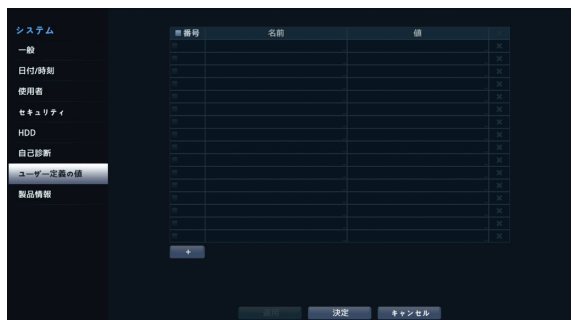 システム
一般
日付/時刻
使用者
セキュリティ
HDD
自己診断
ユーザー定義の値
製品情報
番号 名前 値
+
適用 決定 キャンセル